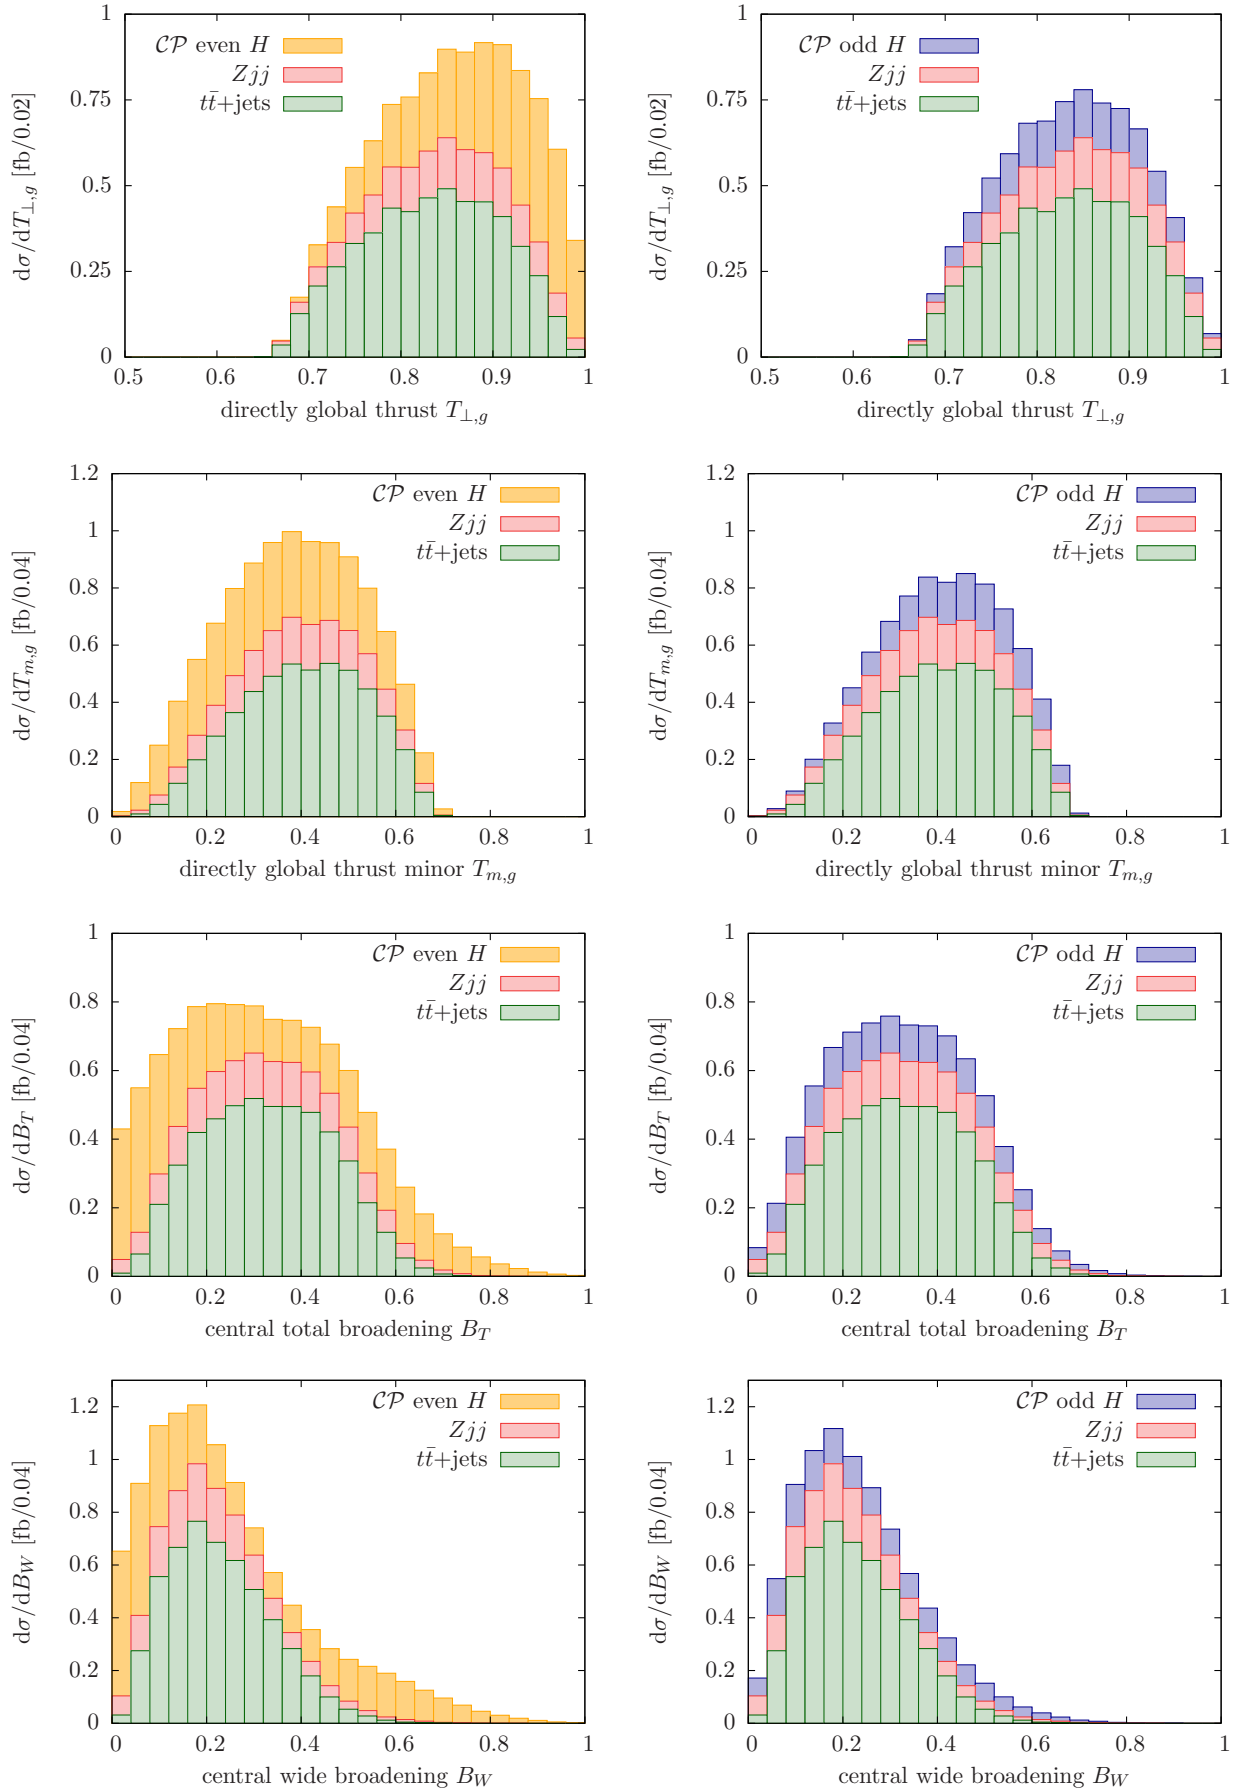 1
0.75
0.5
0.25
0
dσ/dT⊥,g [fb/0.02]
CP even H
Zjj
tt̄+jets
0.5 0.6 0.7 0.8 0.9 1
directly global thrust T⊥,g
1
0.75
0.5
0.25
0
dσ/dT⊥,g [fb/0.02]
CP odd H
Zjj
tt̄+jets
0.5 0.6 0.7 0.8 0.9 1
directly global thrust T⊥,g
1.2
1
0.8
0.6
0.4
0.2
0
dσ/dTm,g [fb/0.04]
CP even H
Zjj
tt̄+jets
0 0.2 0.4 0.6 0.8 1
directly global thrust minor Tm,g
1.2
1
0.8
0.6
0.4
0.2
0
dσ/dTm,g [fb/0.04]
CP odd H
Zjj
tt̄+jets
0 0.2 0.4 0.6 0.8 1
directly global thrust minor Tm,g
1
0.8
0.6
0.4
0.2
0
dσ/dBT [fb/0.04]
CP even H
Zjj
tt̄+jets
0 0.2 0.4 0.6 0.8 1
central total broadening BT
1
0.8
0.6
0.4
0.2
0
dσ/dBT [fb/0.04]
CP odd H
Zjj
tt̄+jets
0 0.2 0.4 0.6 0.8 1
central total broadening BT
1.2
1
0.8
0.6
0.4
0.2
0
dσ/dBW [fb/0.04]
CP even H
Zjj
tt̄+jets
0 0.2 0.4 0.6 0.8 1
central wide broadening BW
1.2
1
0.8
0.6
0.4
0.2
0
dσ/dBW [fb/0.04]
CP odd H
Zjj
tt̄+jets
0 0.2 0.4 0.6 0.8 1
central wide broadening BW